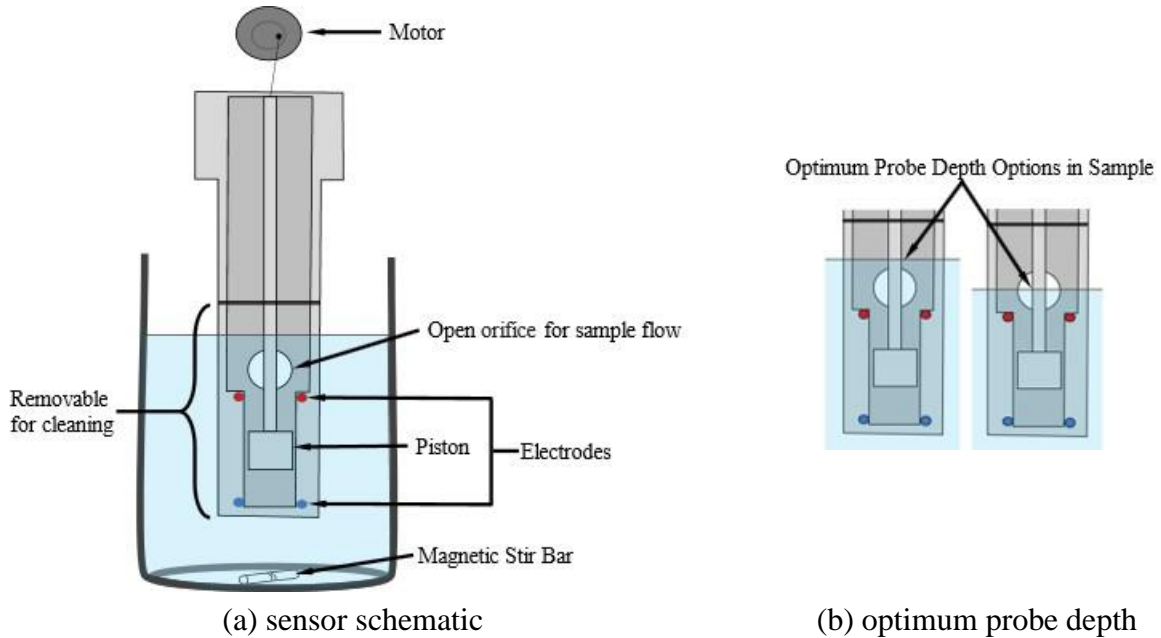 Motor
Optimum Probe Depth Options in Sample
Open orifice for sample flow
Removable
for cleaning
Piston
Electrodes
Magnetic Stir Bar
(a) sensor schematic
(b) optimum probe depth